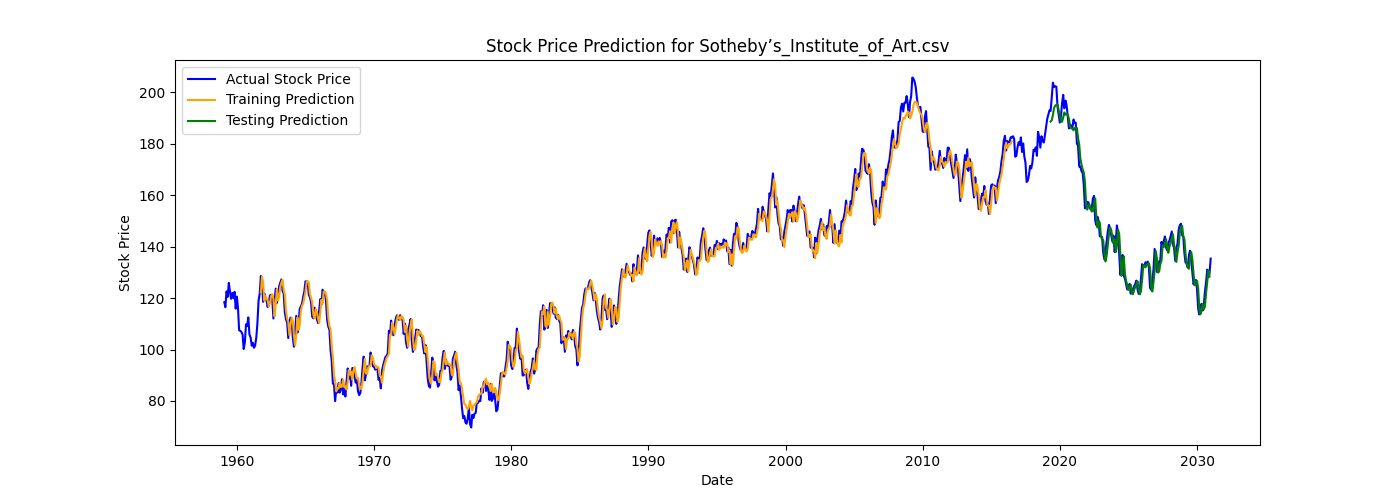 Stock Price Prediction for Sotheby’s_Institute_of_Art.csv
Actual Stock Price
Training Prediction
Testing Prediction
Stock Price
200
180
160
140
120
100
80
1960 1970 1980 1990 2000 2010 2020 2030
Date